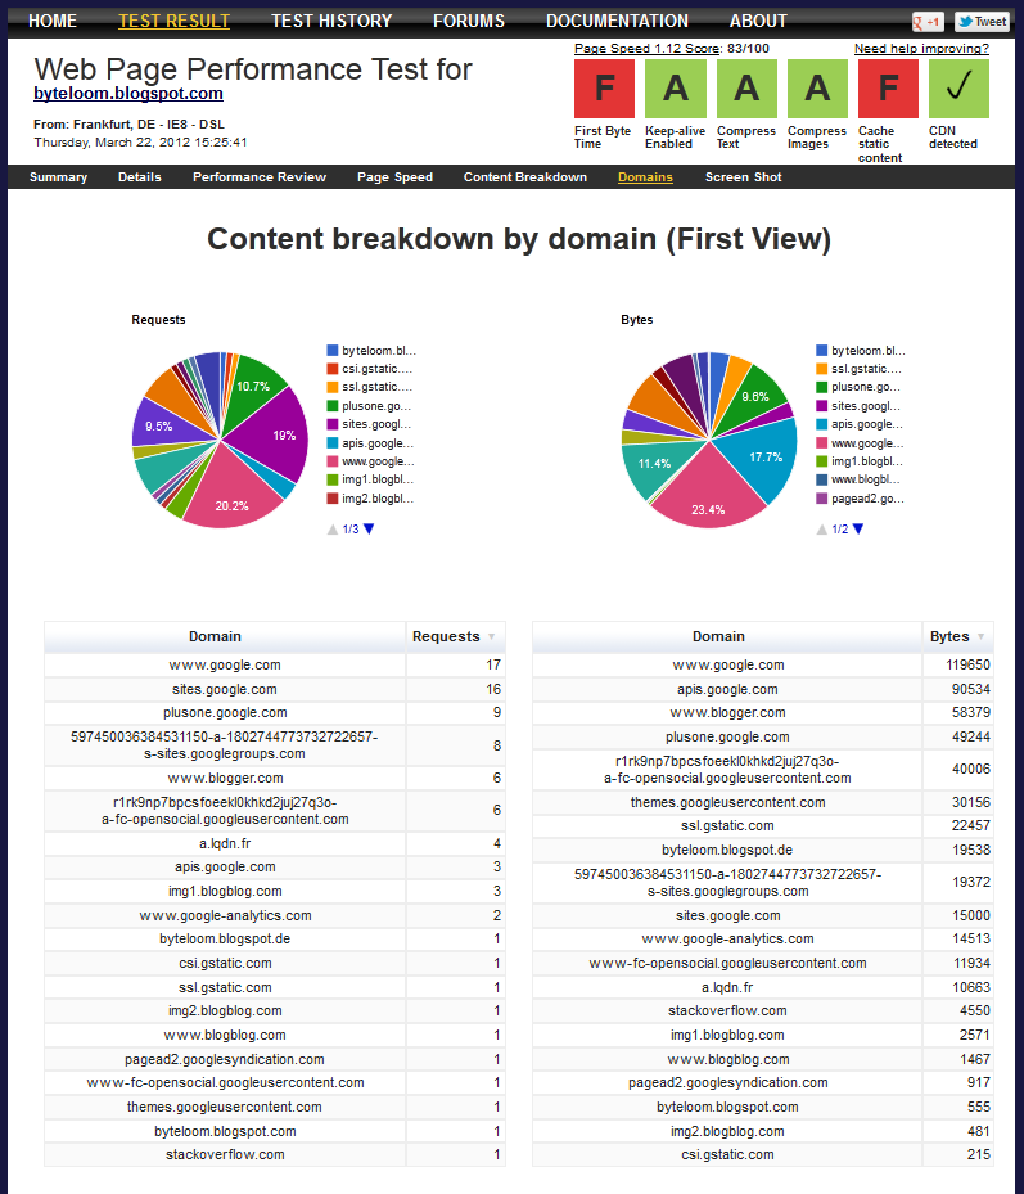 HOME TEST RESULT TEST HISTORY FORUMS DOCUMENTATION ABOUT +1 Tweet
Page Speed 1.12 Score: 83/100 Need help improving?
Web Page Performance Test for
byteloom.blogspot.com
From: Frankfurt, DE - IE8 - DSL
Thursday, March 22, 2012 15:25:41
F A A A F ✓
First Byte Time
Keep-alive Enabled
Compress Text
Compress Images
Cache static content
CDN detected
Summary Details Performance Review Page Speed Content Breakdown Domains Screen Shot
Content breakdown by domain (First View)
Requests
10.7%
19%
20.2%
9.5%
byteloom.bl...
csi.gstatic....
ssl.gstatic....
plusone.go...
sites.googl...
apis.google...
www.google...
img1.blogbl...
img2.blogbl...
1/3
Bytes
9.6%
17.7%
23.4%
11.4%
byteloom.bl...
ssl.gstatic....
plusone.go...
sites.googl...
apis.google...
www.google...
img1.blogbl...
www.blogbl...
pagead2.go...
1/2
Domain Requests
www.google.com 17
sites.google.com 16
plusone.google.com 9
597450036384531150-a-1802744773732722657-
s-sites.googlegroups.com 8
www.blogger.com 6
r1rk9np7bpcsfoeekl0khkd2juj27q3o-
a-fc-opensocial.googleusercontent.com 6
a.lqdn.fr 4
apis.google.com 3
img1.blogblog.com 3
www.google-analytics.com 2
byteloom.blogspot.de 1
csi.gstatic.com 1
ssl.gstatic.com 1
img2.blogblog.com 1
www.blogblog.com 1
pagead2.googlesyndication.com 1
www-fc-opensocial.googleusercontent.com 1
themes.googleusercontent.com 1
byteloom.blogspot.com 1
stackoverflow.com 1
Domain Bytes
www.google.com 119650
apis.google.com 90534
www.blogger.com 58379
plusone.google.com 49244
r1rk9np7bpcsfoeekl0khkd2juj27q3o-
a-fc-opensocial.googleusercontent.com 40006
themes.googleusercontent.com 30156
ssl.gstatic.com 22457
byteloom.blogspot.de 19538
597450036384531150-a-1802744773732722657-
s-sites.googlegroups.com 19372
sites.google.com 15000
www.google-analytics.com 14513
www-fc-opensocial.googleusercontent.com 11934
a.lqdn.fr 10663
stackoverflow.com 4550
img1.blogblog.com 2571
www.blogblog.com 1467
pagead2.googlesyndication.com 917
byteloom.blogspot.com 555
img2.blogblog.com 481
csi.gstatic.com 215